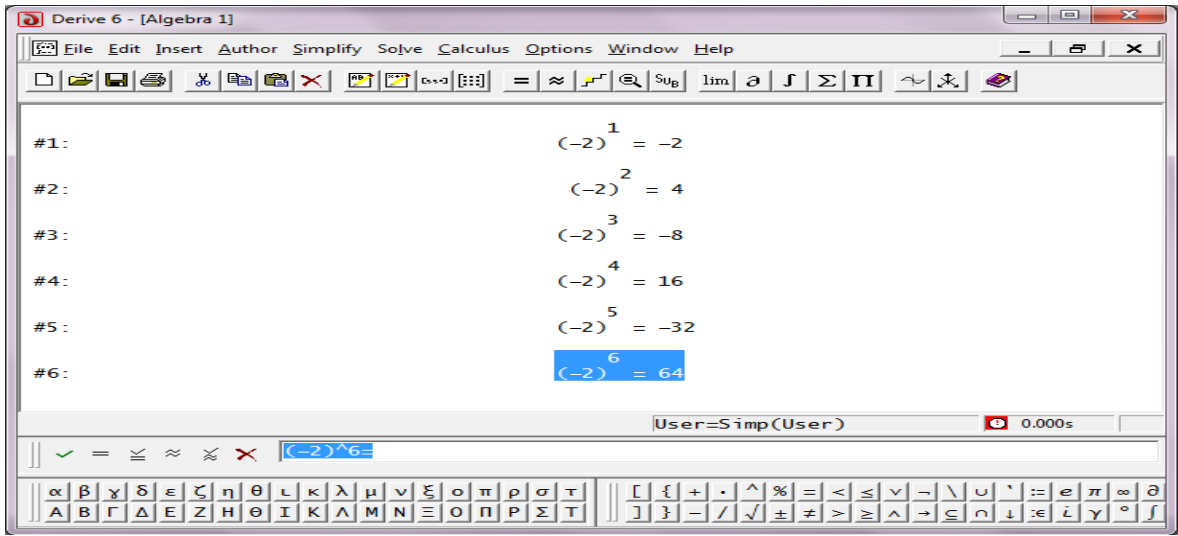 Derive 6 - [Algebra 1]
File Edit Insert Author Simplify Solve Calculus Options Window Help
= ≈ SUB lim ∂ ∫ Σ Π
#1: (-2)^1 = -2
#2: (-2)^2 = 4
#3: (-2)^3 = -8
#4: (-2)^4 = 16
#5: (-2)^5 = -32
#6: (-2)^6 = 64
User=Simp(User) 0.000s
(-2)^6=
α β γ δ ε ζ η θ ι κ λ μ ν ξ ο π ρ σ τ [ { + · ^ % = < ≤ ∨ ¬ \ ∪ ` := e π ∞ ∂
Α Β Γ Δ Ε Ζ Η Θ Ι Κ Λ Μ Ν Ξ Ο Π Ρ Σ Τ ] } - / √ ± ≠ > ≥ ∧ → ⊆ ∩ ↓ :∈ i γ ° ∫